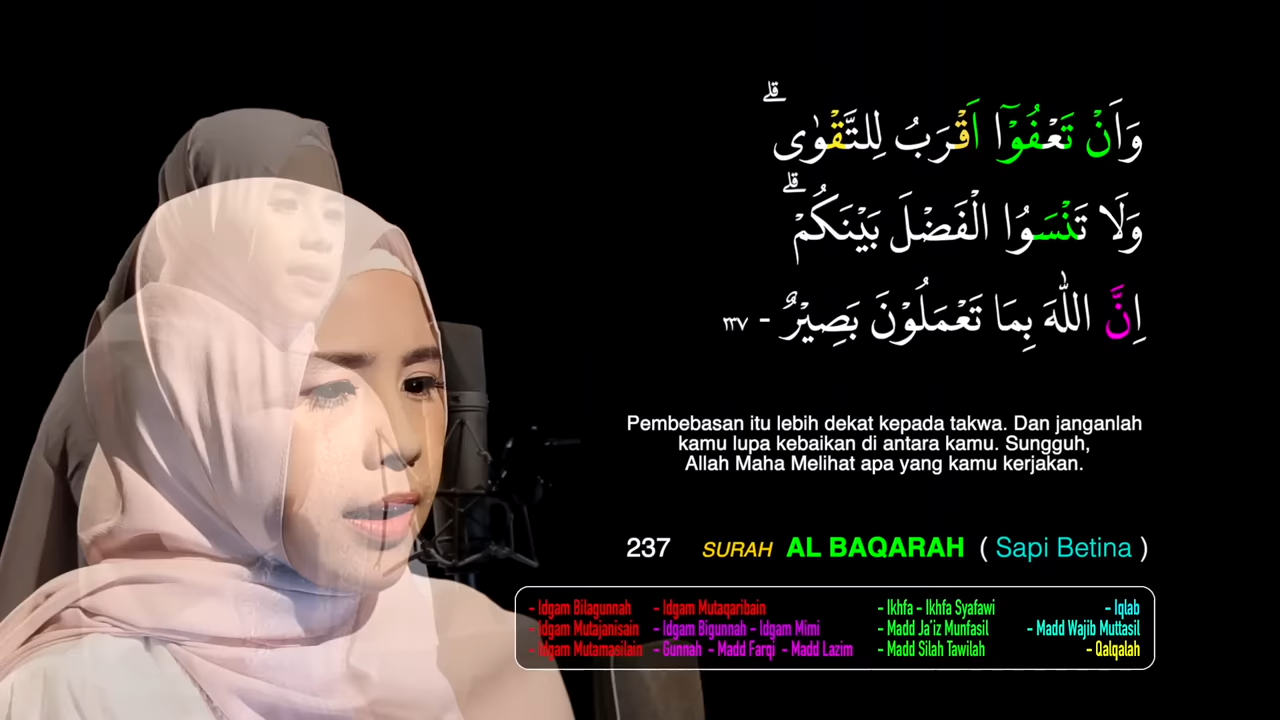 وَاَنْ تَعْفُوْٓا اَقْرَبُ لِلتَّقْوٰىۗ
وَلَا تَنْسَوُا الْفَضْلَ بَيْنَكُمْۗ
اِنَّ اللّٰهَ بِمَا تَعْمَلُوْنَ بَصِيْرٌ - ٢٣٧
Pembebasan itu lebih dekat kepada takwa. Dan janganlah
kamu lupa kebaikan di antara kamu. Sungguh,
Allah Maha Melihat apa yang kamu kerjakan.
237 SURAH AL BAQARAH ( Sapi Betina )
- Idgam Bilagunnah - Idgam Mutaqaribain - Ikhfa - Ikhfa Syafawi - Iqlab
- Idgam Mutajanisain - Idgam Bigunnah - Idgam Mimi - Madd Ja'iz Munfasil - Madd Wajib Muttasil
- Idgam Mutamasilain - Gunnah - Madd Farqi - Madd Lazim - Madd Silah Tawilah - Qalqalah